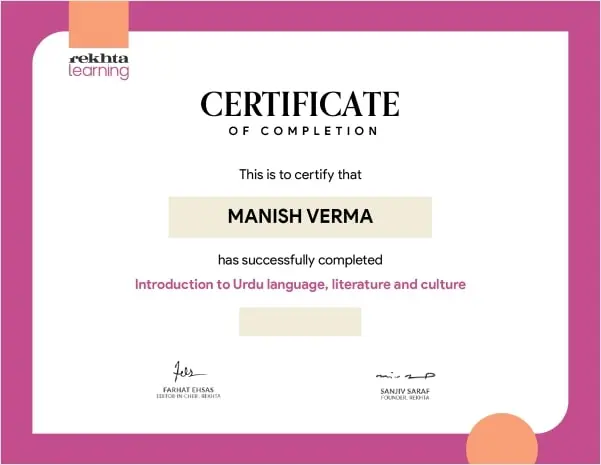 rekhta
learning
CERTIFICATE
OF COMPLETION
This is to certify that
MANISH VERMA
has successfully completed
Introduction to Urdu language, literature and culture
FARHAT EHSAS
EDITOR IN CHEIF, REKHTA
SANJIV SARAF
FOUNDER, REKHTA